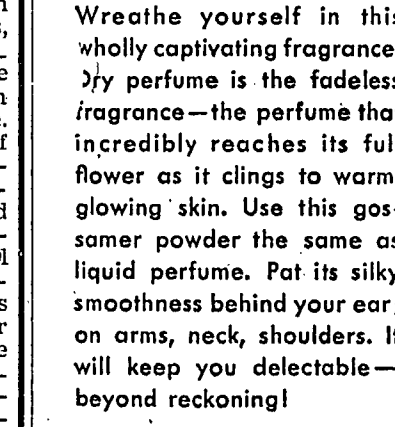 Wreathe yourself in this
wholly captivating fragrance
Dry perfume is the fadeless
fragrance—the perfume tha
incredibly reaches its ful
flower as it clings to warm
glowing skin. Use this gos-
samer powder the same as
liquid perfume. Pat its silky
smoothness behind your ear,
on arms, neck, shoulders. It
will keep you delectable—
beyond reckoning!